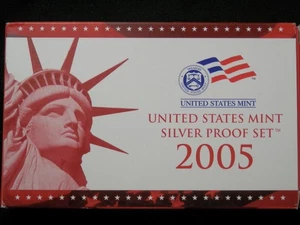 UNITED STATES MINT
UNITED STATES MINT
SILVER PROOF SET™
2005